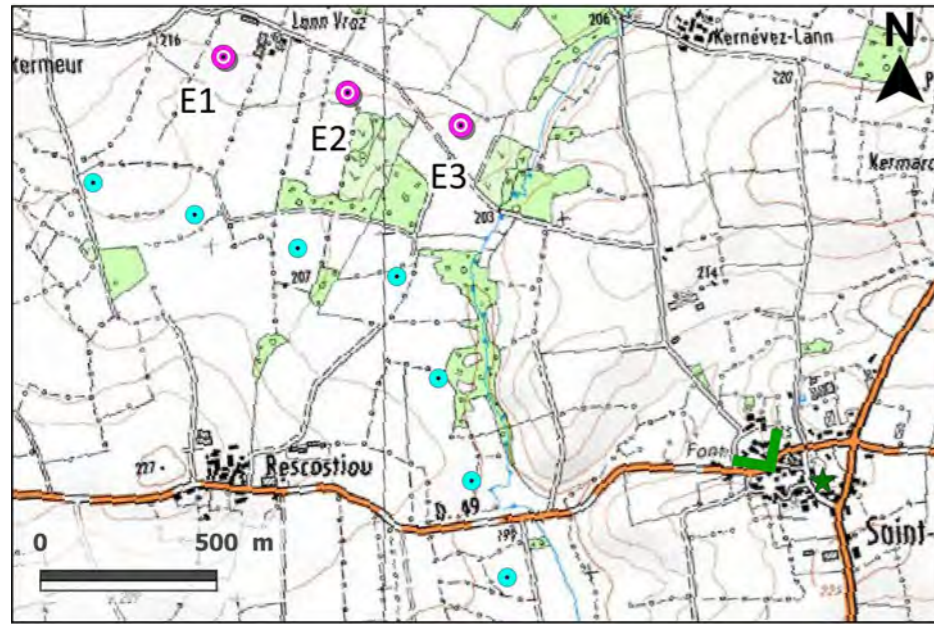 Lann Vraz
206
Kernévez-Lann
N
216
kermeur
E1
220
P
E2
E3
Kermarc
203
207
214
227
Rescostiou
Font
D. 49
199
Saint-
0 500 m